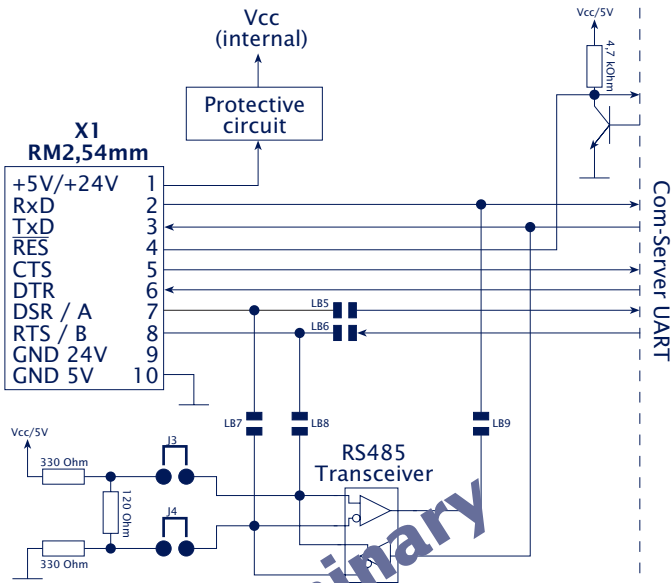 Vcc
(internal)
Vcc/5V
4,7 kOhm
Protective
circuit
X1
RM2,54mm
+5V/+24V 1
RxD 2
TxD 3
RES 4
CTS 5
DTR 6
DSR / A 7
RTS / B 8
GND 24V 9
GND 5V 10
Com-Server UART
LB5
LB6
LB7
LB8
LB9
RS485
Transceiver
Vcc/5V
J3
330 Ohm
120 Ohm
J4
330 Ohm